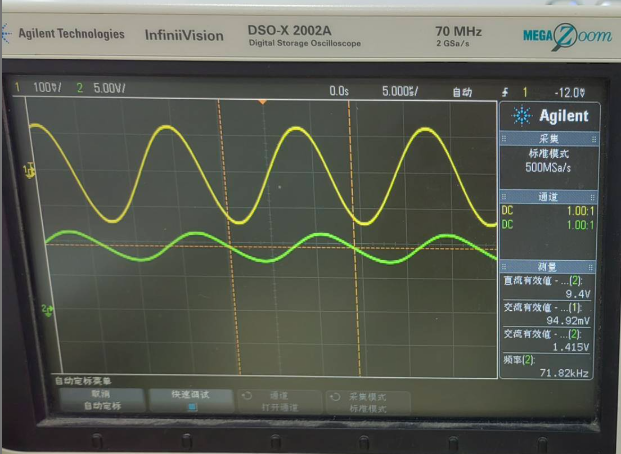 Agilent Technologies InfiniiVision DSO-X 2002A 70 MHz MEGA Zoom
Digital Storage Oscilloscope 2 GSa/s
1 100%/ 2 5.00V/ 0.0s 5.000%/ 自动 1 -12.0%
Agilent
采集
标准模式
500MSa/s
通道
DC 1.00:1
DC 1.00:1
测量
直流有效值 - ...(2):
9.4V
交流有效值 - ...(1):
94.92mV
交流有效值 - ...(2):
1.415V
频率(2):
71.82kHz
自动定标菜单
取消 快速调试 通道 采集模式
自动定标 打开通道 标准模式